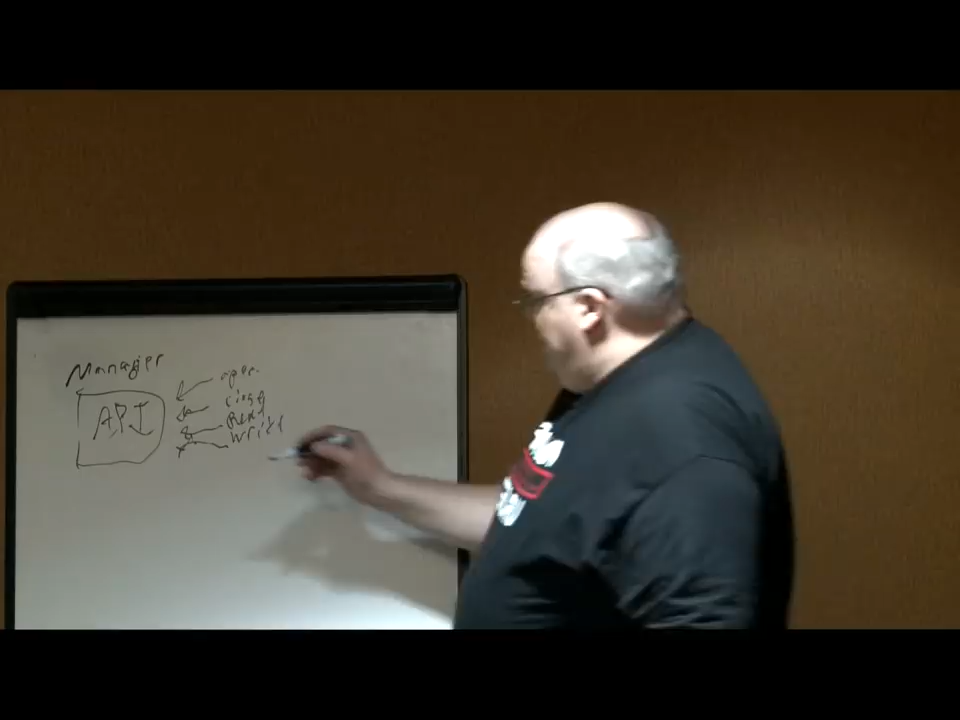 Manager
API
open
close
Read
write